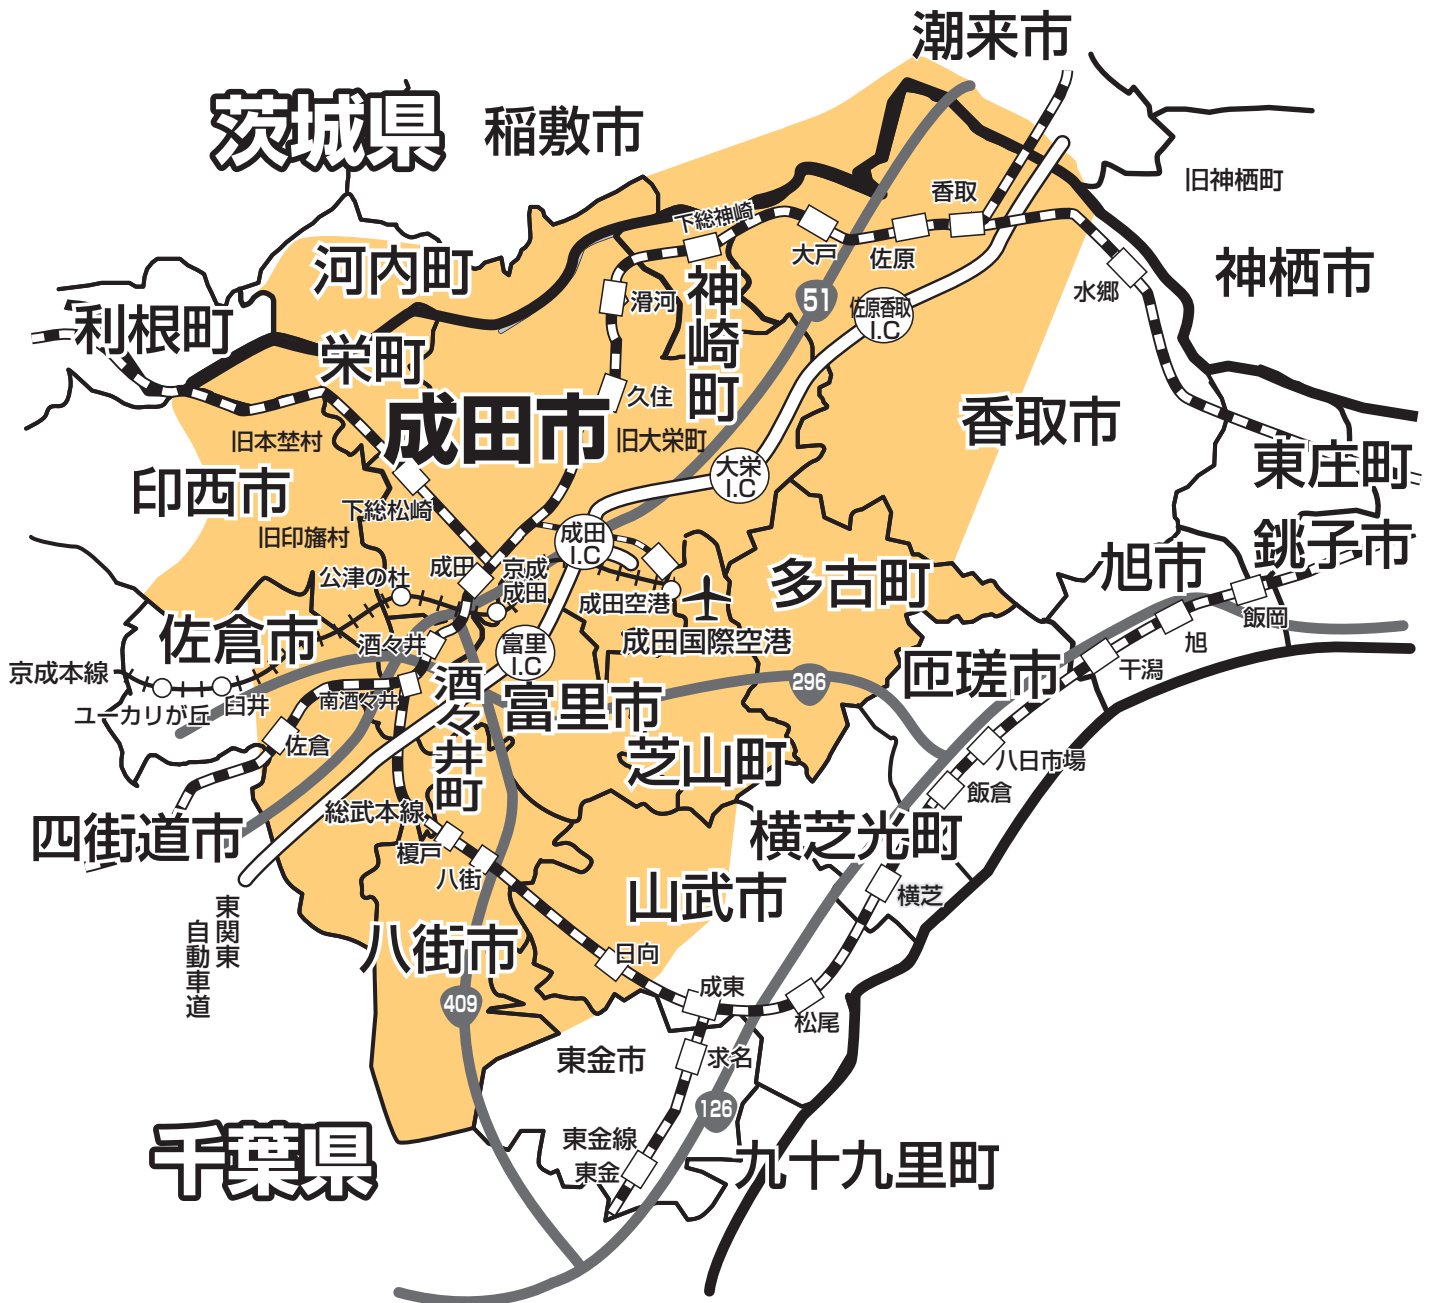 潮来市
茨城県
稲敷市
旧神栖町
香取
下総神崎
大戸
佐原
河内町
神栖市
水郷
滑河
神崎町
51
佐原香取
I.C
利根町
栄町
久住
成田市
旧大栄町
香取市
旧本埜村
東庄町
大栄
I.C
印西市
下総松崎
旧印旛村
成田
I.C
銚子市
旭市
公津の杜
成田
京成
成田
多古町
成田空港
飯岡
佐倉市
酒々井
富里
I.C
成田国際空港
旭
京成本線
干潟
匝瑳市
296
ユーカリが丘
臼井
南酒々井
酒々井町
富里市
佐倉
芝山町
八日市場
飯倉
総武本線
四街道市
横芝光町
榎戸
八街
横芝
山武市
東関東
自動車道
八街市
日向
成東
409
松尾
東金市
求名
126
千葉県
東金線
東金
九十九里町